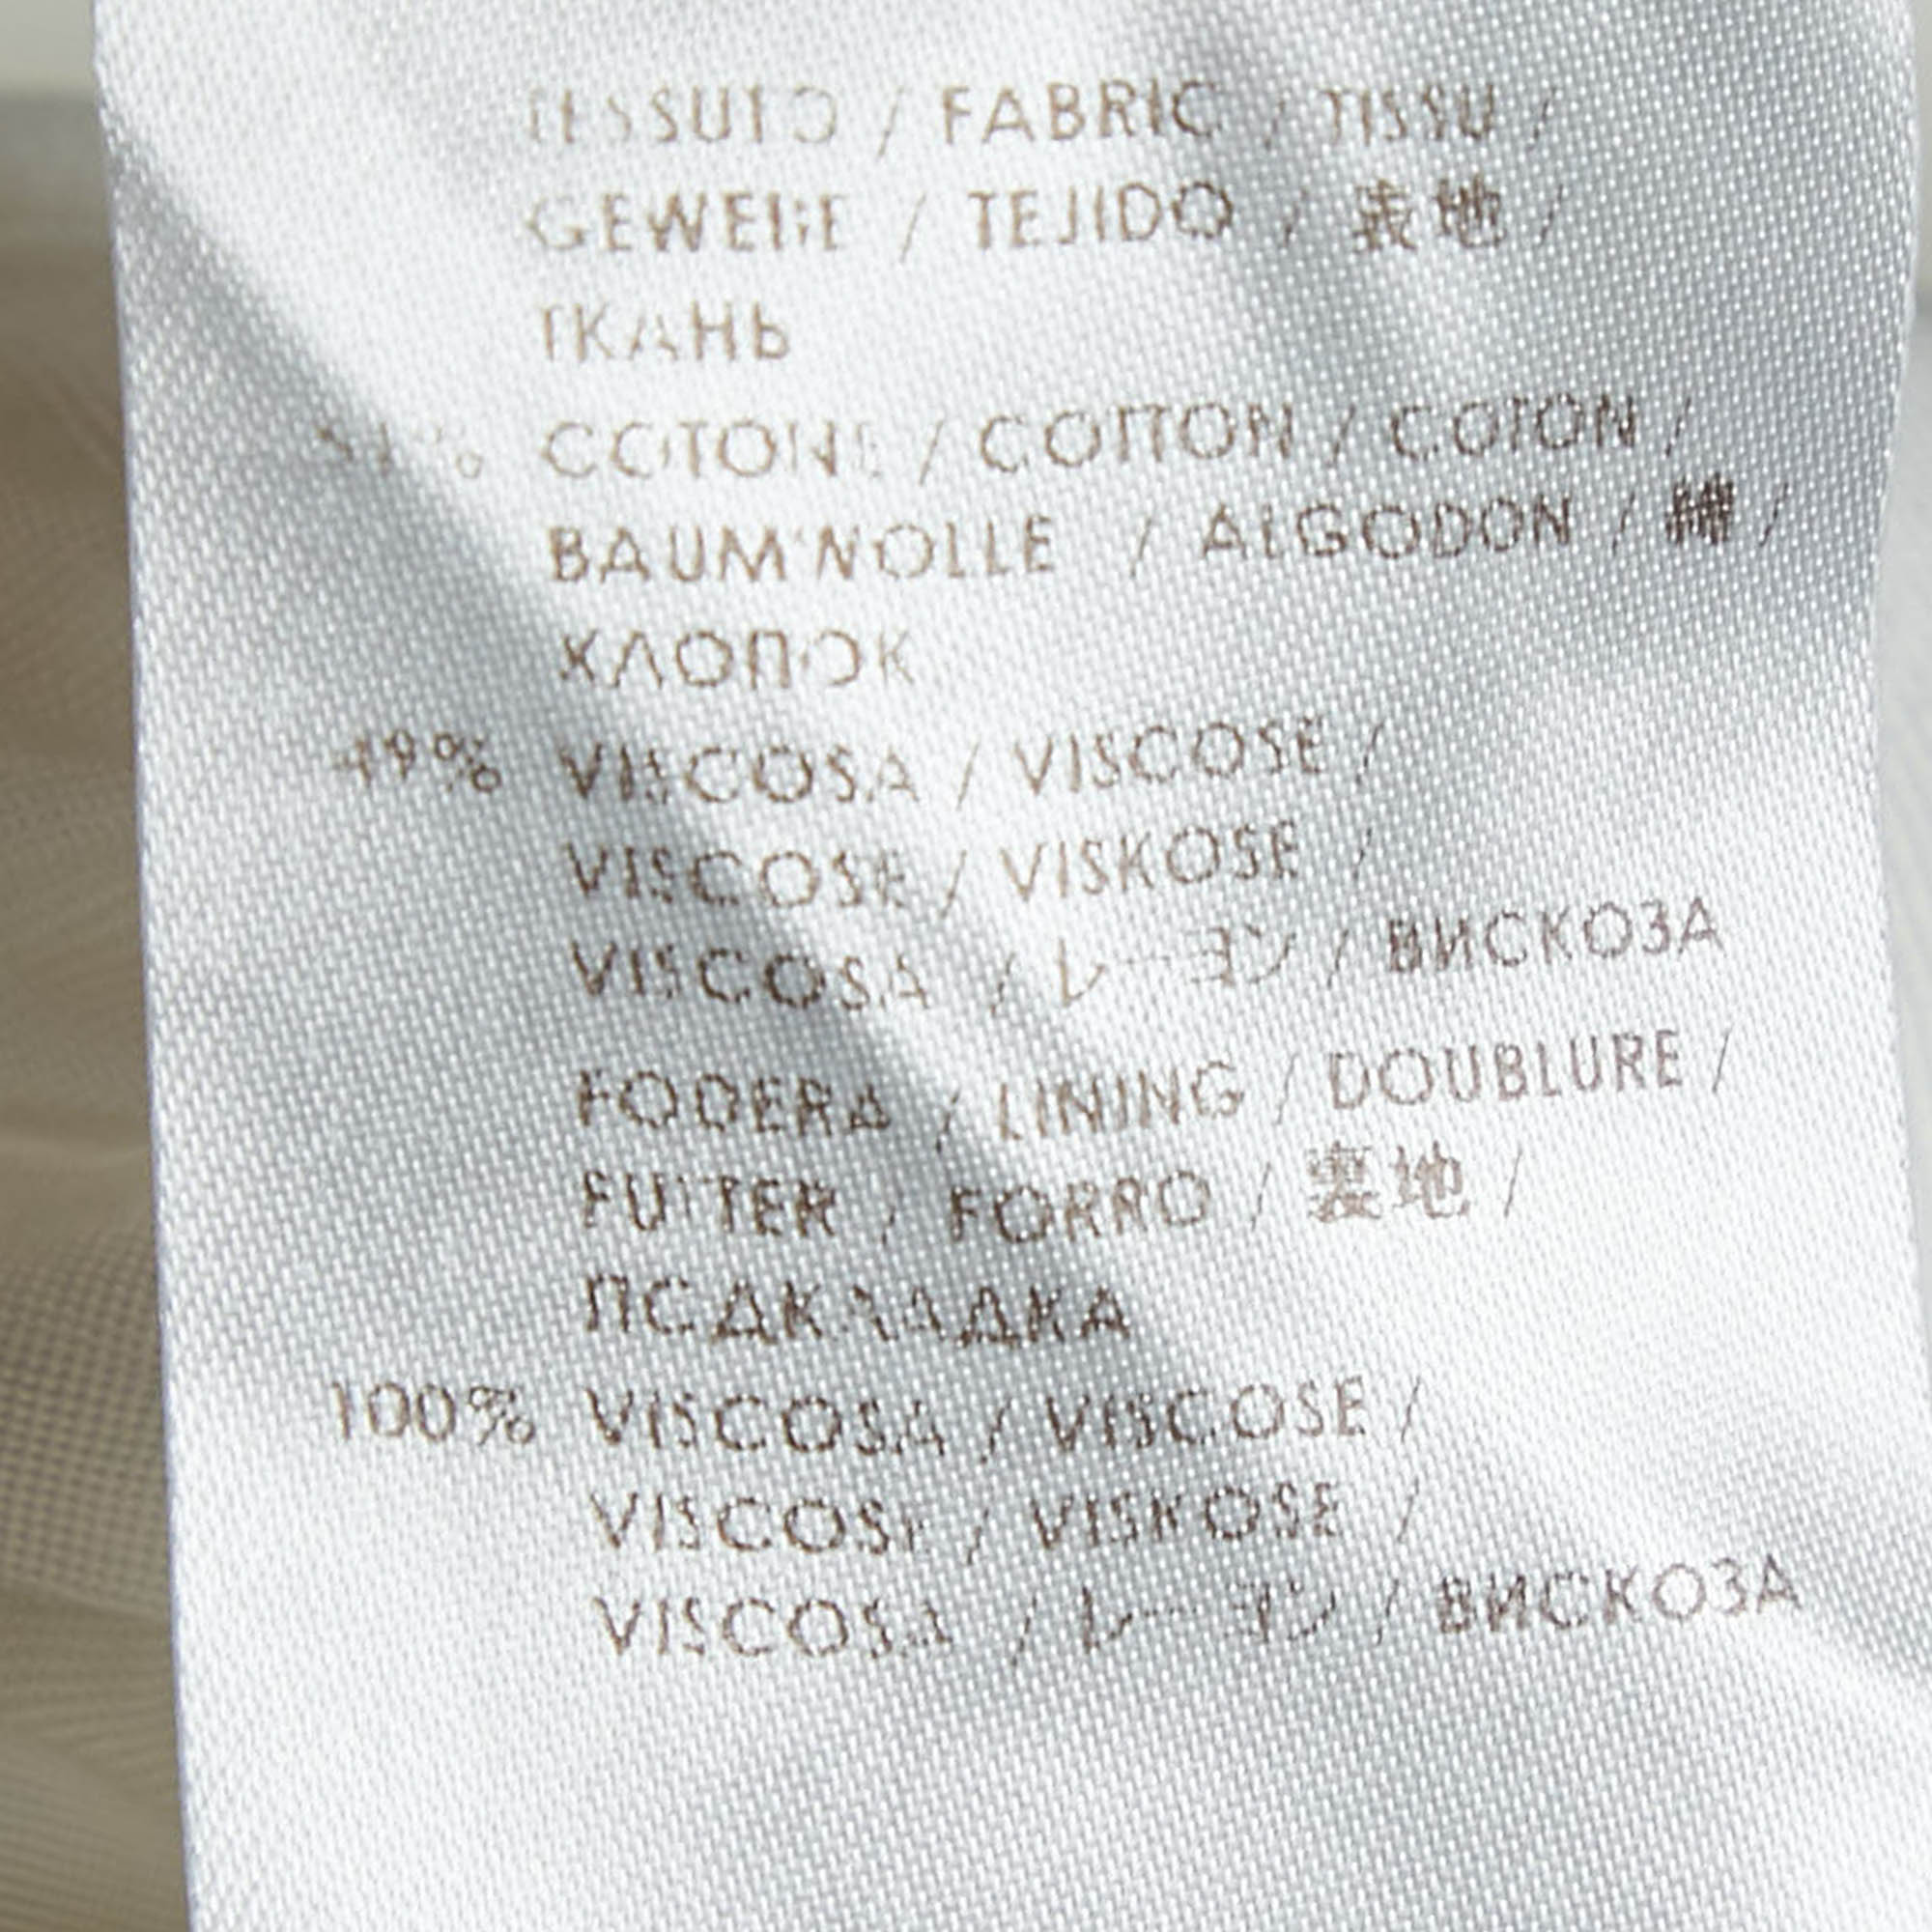 TESSUTO / FABRIC / TISSU /
GEWEBE / TEJIDO / 表地 /
ТКАНЬ
51% COTONE / COTTON / COTON /
BAUMWOLLE / ALGODON / 綿 /
ХЛОПОК
49% VISCOSA / VISCOSE /
VISCOSE / VISKOSE /
VISCOSA / レーヨン / ВИСКОЗА
FODERA / LINING / DOUBLURE /
FUTTER / FORRO / 裏地 /
ПОДКЛАДКА
100% VISCOSA / VISCOSE /
VISCOSE / VISKOSE /
VISCOSA / レーヨン / ВИСКОЗА